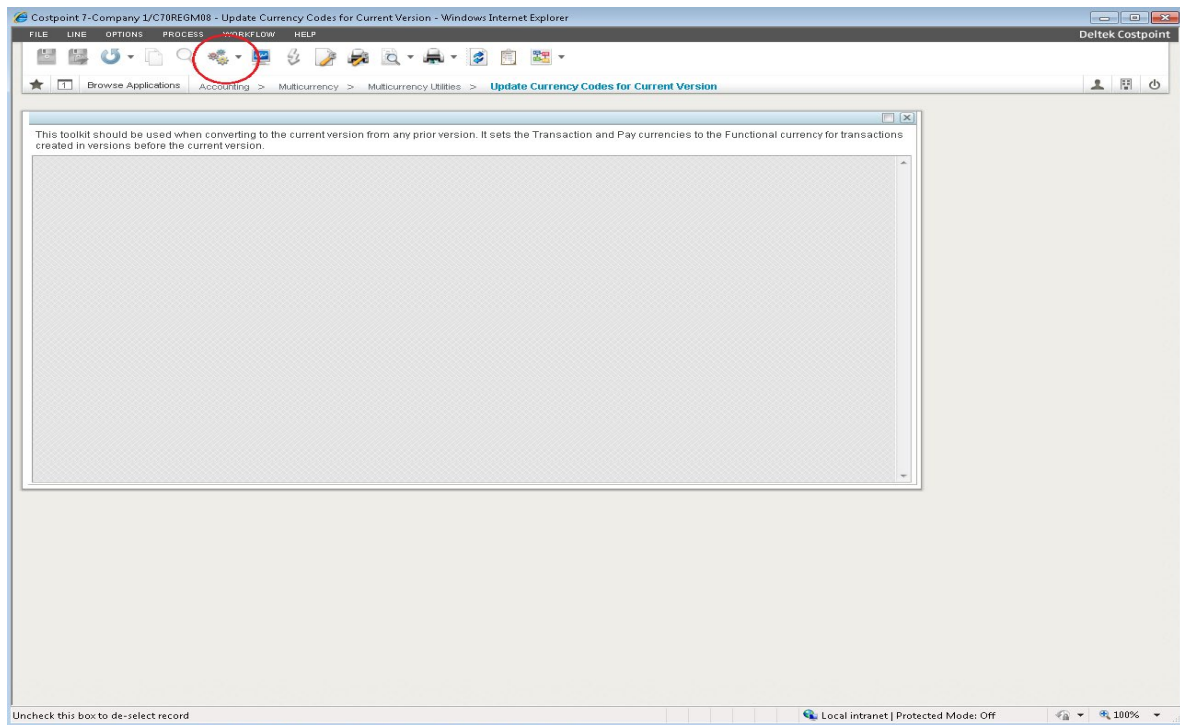 Costpoint 7-Company 1/C70REGM08 - Update Currency Codes for Current Version - Windows Internet Explorer
FILE LINE OPTIONS PROCESS WORKFLOW HELP Deltek Costpoint
1 Browse Applications Accounting > Multicurrency > Multicurrency Utilities > Update Currency Codes for Current Version
This toolkit should be used when converting to the current version from any prior version. It sets the Transaction and Pay currencies to the Functional currency for transactions
created in versions before the current version.
Uncheck this box to de-select record Local intranet | Protected Mode: Off 100%